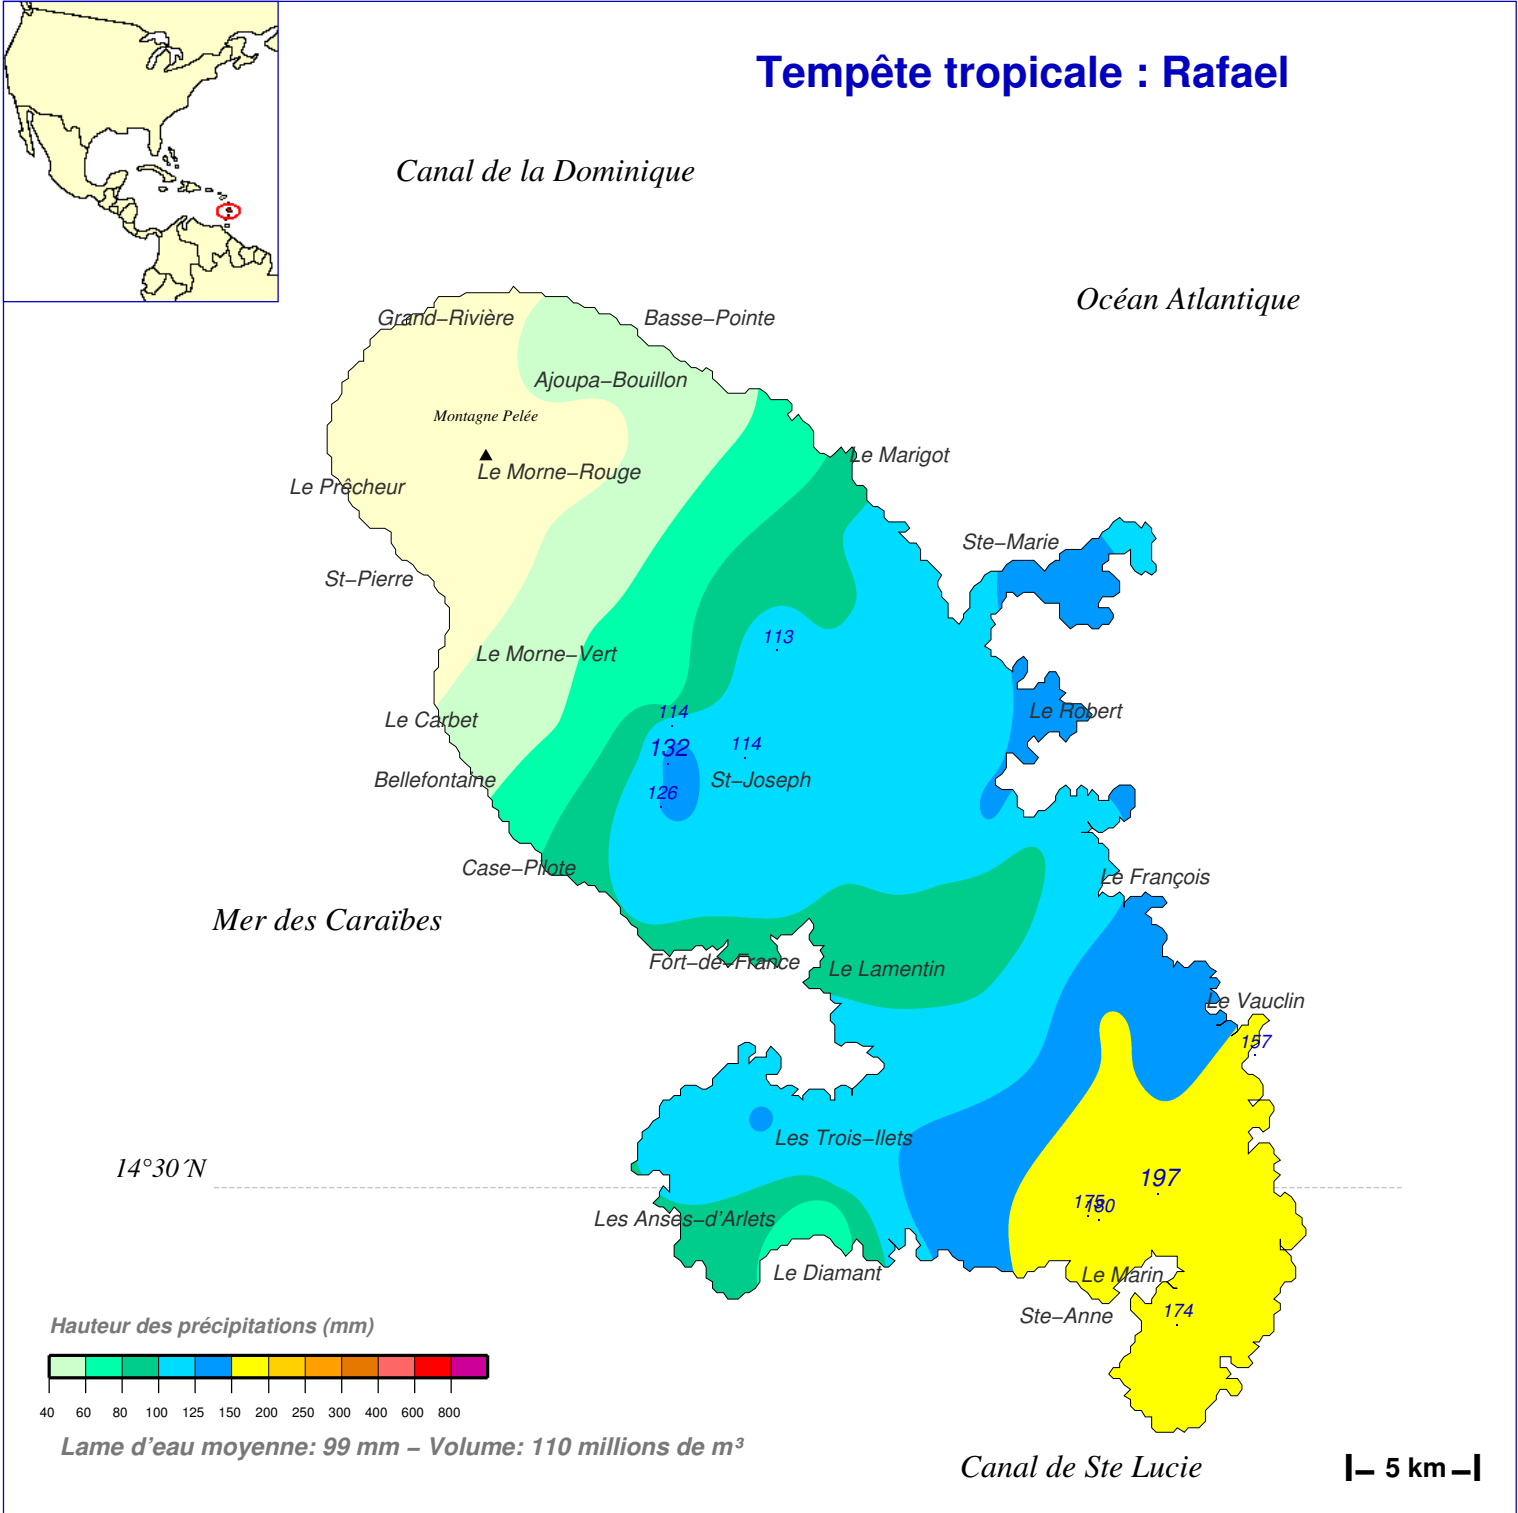 Tempête tropicale : Rafael
Canal de la Dominique
Océan Atlantique
Grand−Rivière
Basse−Pointe
Ajoupa−Bouillon
Montagne Pelée
Le Marigot
Le Morne−Rouge
Le Prêcheur
Ste−Marie
St−Pierre
113
Le Morne−Vert
114
Le Robert
Le Carbet
132
114
Bellefontaine
St−Joseph
126
Case−Pilote
Le François
Mer des Caraïbes
Fort−de−France
Le Lamentin
Le Vauclin
157
Les Trois−Ilets
14°30´N
197
175
180
Les Anses−d'Arlets
Le Diamant
Le Marin
Ste−Anne
174
Hauteur des précipitations (mm)
40 60 80 100 125 150 200 250 300 400 600 800
Lame d'eau moyenne: 99 mm − Volume: 110 millions de m³
Canal de Ste Lucie
5 km